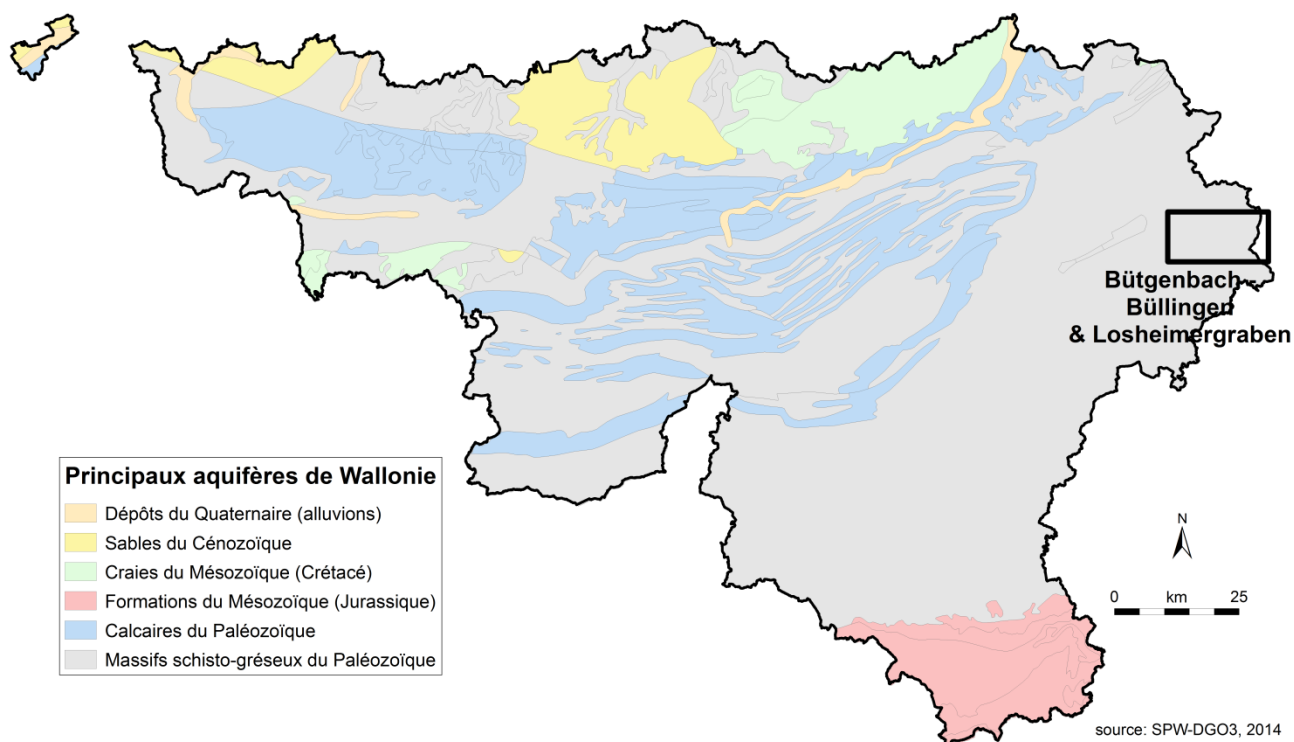 Bütgenbach
Büllingen
& Losheimergraben
Principaux aquifères de Wallonie
Dépôts du Quaternaire (alluvions)
Sables du Cénozoïque
Craies du Mésozoïque (Crétacé)
Formations du Mésozoïque (Jurassique)
Calcaires du Paléozoïque
Massifs schisto-gréseux du Paléozoïque
N
0 km 25
source: SPW-DGO3, 2014